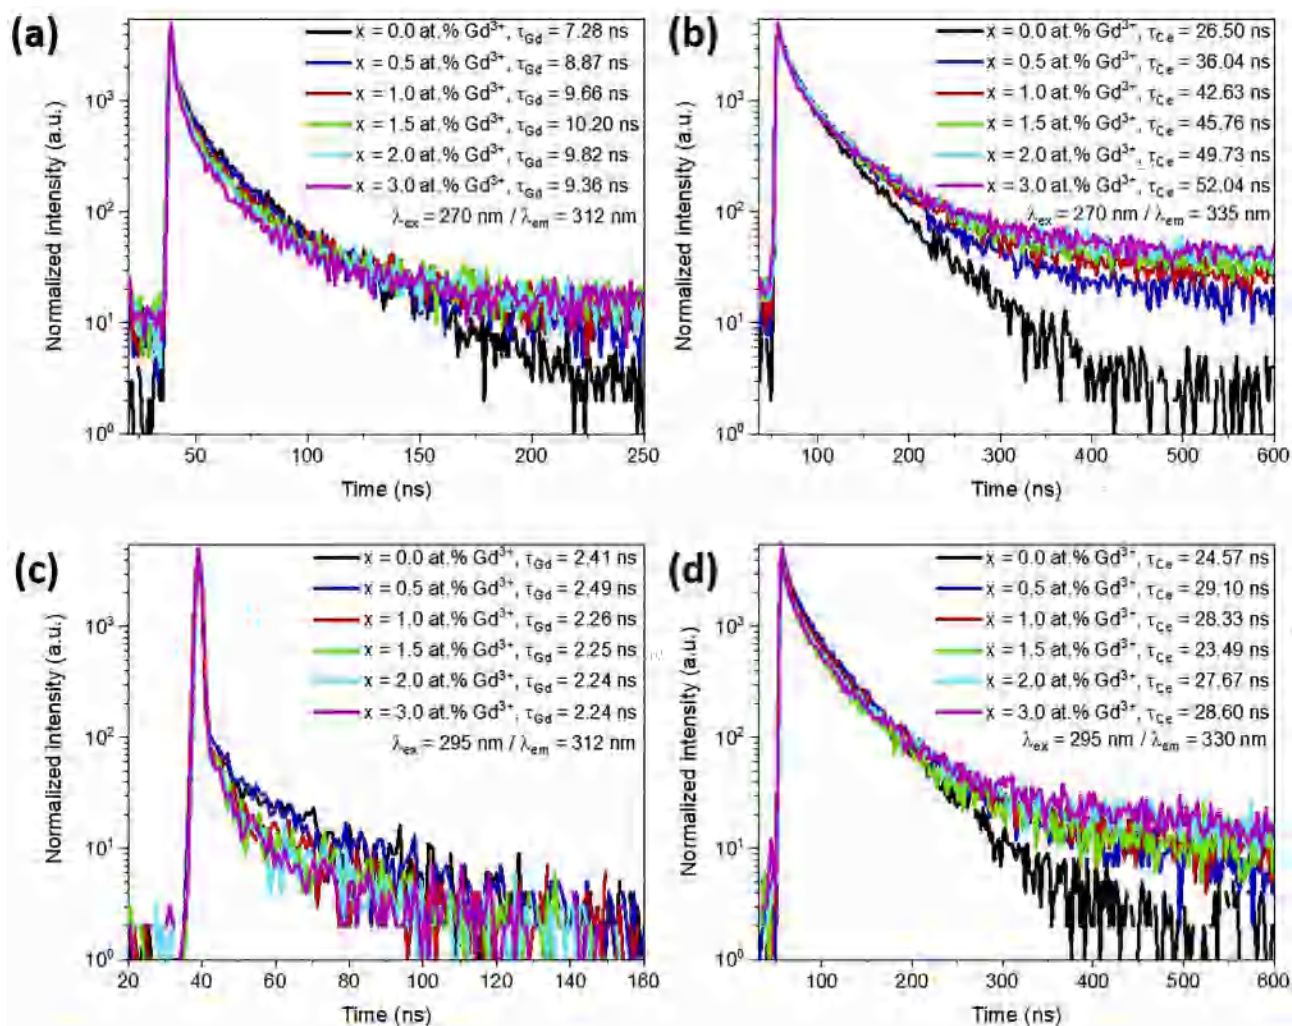 (a)
x = 0.0 at.% Gd³⁺, τGd = 7.28 ns
x = 0.5 at.% Gd³⁺, τGd = 8.87 ns
x = 1.0 at.% Gd³⁺, τGd = 9.66 ns
x = 1.5 at.% Gd³⁺, τGd = 10.20 ns
x = 2.0 at.% Gd³⁺, τGd = 9.82 ns
x = 3.0 at.% Gd³⁺, τGd = 9.36 ns
λex = 270 nm / λem = 312 nm
Normalized intensity (a.u.)
10³
10²
10¹
10⁰
50 100 150 200 250
Time (ns)
(b)
x = 0.0 at.% Gd³⁺, τCe = 26.50 ns
x = 0.5 at.% Gd³⁺, τCe = 36.04 ns
x = 1.0 at.% Gd³⁺, τCe = 42.63 ns
x = 1.5 at.% Gd³⁺, τCe = 45.76 ns
x = 2.0 at.% Gd³⁺, τCe = 49.73 ns
x = 3.0 at.% Gd³⁺, τCe = 52.04 ns
λex = 270 nm / λem = 335 nm
Normalized intensity (a.u.)
10³
10²
10¹
10⁰
100 200 300 400 500 600
Time (ns)
(c)
x = 0.0 at.% Gd³⁺, τGd = 2.41 ns
x = 0.5 at.% Gd³⁺, τGd = 2.49 ns
x = 1.0 at.% Gd³⁺, τGd = 2.26 ns
x = 1.5 at.% Gd³⁺, τGd = 2.25 ns
x = 2.0 at.% Gd³⁺, τGd = 2.24 ns
x = 3.0 at.% Gd³⁺, τGd = 2.24 ns
λex = 295 nm / λem = 312 nm
Normalized intensity (a.u.)
10³
10²
10¹
10⁰
20 40 60 80 100 120 140 160
Time (ns)
(d)
x = 0.0 at.% Gd³⁺, τCe = 24.57 ns
x = 0.5 at.% Gd³⁺, τCe = 29.10 ns
x = 1.0 at.% Gd³⁺, τCe = 28.33 ns
x = 1.5 at.% Gd³⁺, τCe = 23.49 ns
x = 2.0 at.% Gd³⁺, τCe = 27.67 ns
x = 3.0 at.% Gd³⁺, τCe = 28.60 ns
λex = 295 nm / λem = 330 nm
Normalized intensity (a.u.)
10³
10²
10¹
10⁰
100 200 300 400 500 600
Time (ns)